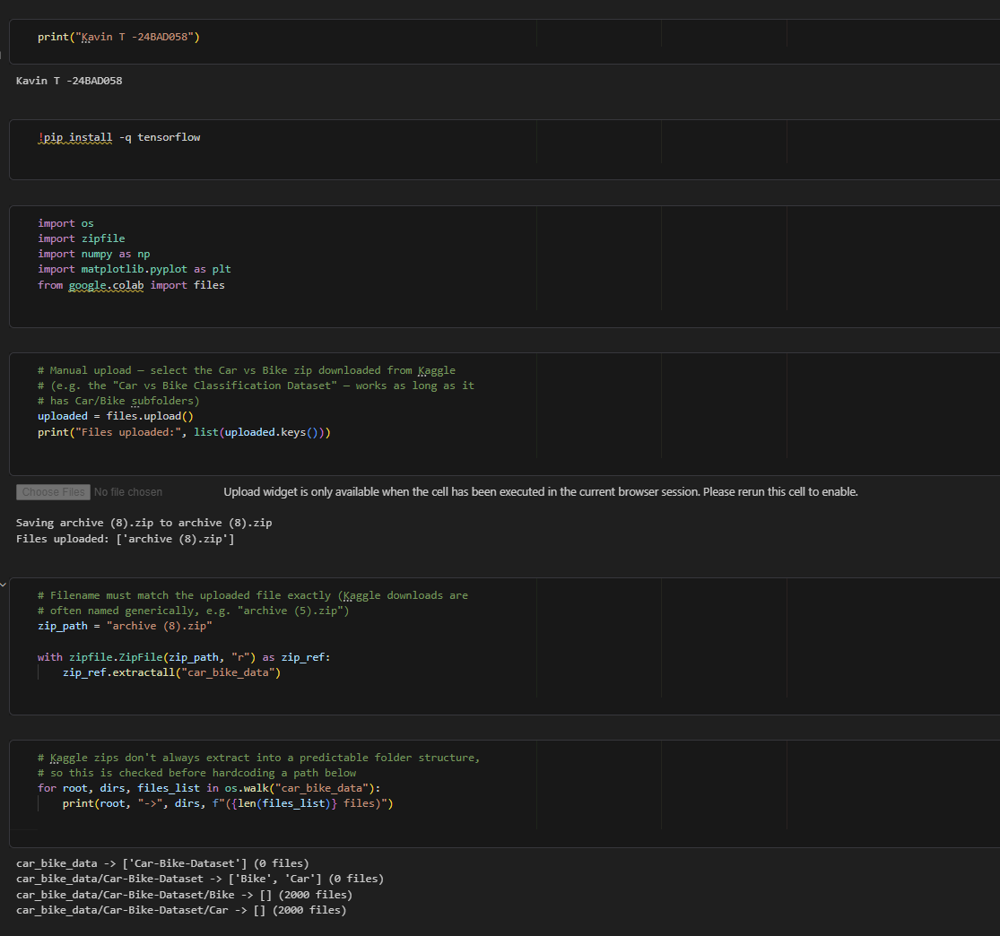 print("Kavin T -24BAD058")
Kavin T -24BAD058
!pip install -q tensorflow
import os
import zipfile
import numpy as np
import matplotlib.pyplot as plt
from google.colab import files
# Manual upload — select the Car vs Bike zip downloaded from Kaggle
# (e.g. the "Car vs Bike Classification Dataset" — works as long as it
# has Car/Bike subfolders)
uploaded = files.upload()
print("Files uploaded:", list(uploaded.keys()))
Choose Files No file chosen Upload widget is only available when the cell has been executed in the current browser session. Please rerun this cell to enable.
Saving archive (8).zip to archive (8).zip
Files uploaded: ['archive (8).zip']
# Filename must match the uploaded file exactly (Kaggle downloads are
# often named generically, e.g. "archive (5).zip")
zip_path = "archive (8).zip"
with zipfile.ZipFile(zip_path, "r") as zip_ref:
    zip_ref.extractall("car_bike_data")
# Kaggle zips don't always extract into a predictable folder structure,
# so this is checked before hardcoding a path below
for root, dirs, files_list in os.walk("car_bike_data"):
    print(root, "->", dirs, f"({len(files_list)} files)")
car_bike_data -> ['Car-Bike-Dataset'] (0 files)
car_bike_data/Car-Bike-Dataset -> ['Bike', 'Car'] (0 files)
car_bike_data/Car-Bike-Dataset/Bike -> [] (2000 files)
car_bike_data/Car-Bike-Dataset/Car -> [] (2000 files)